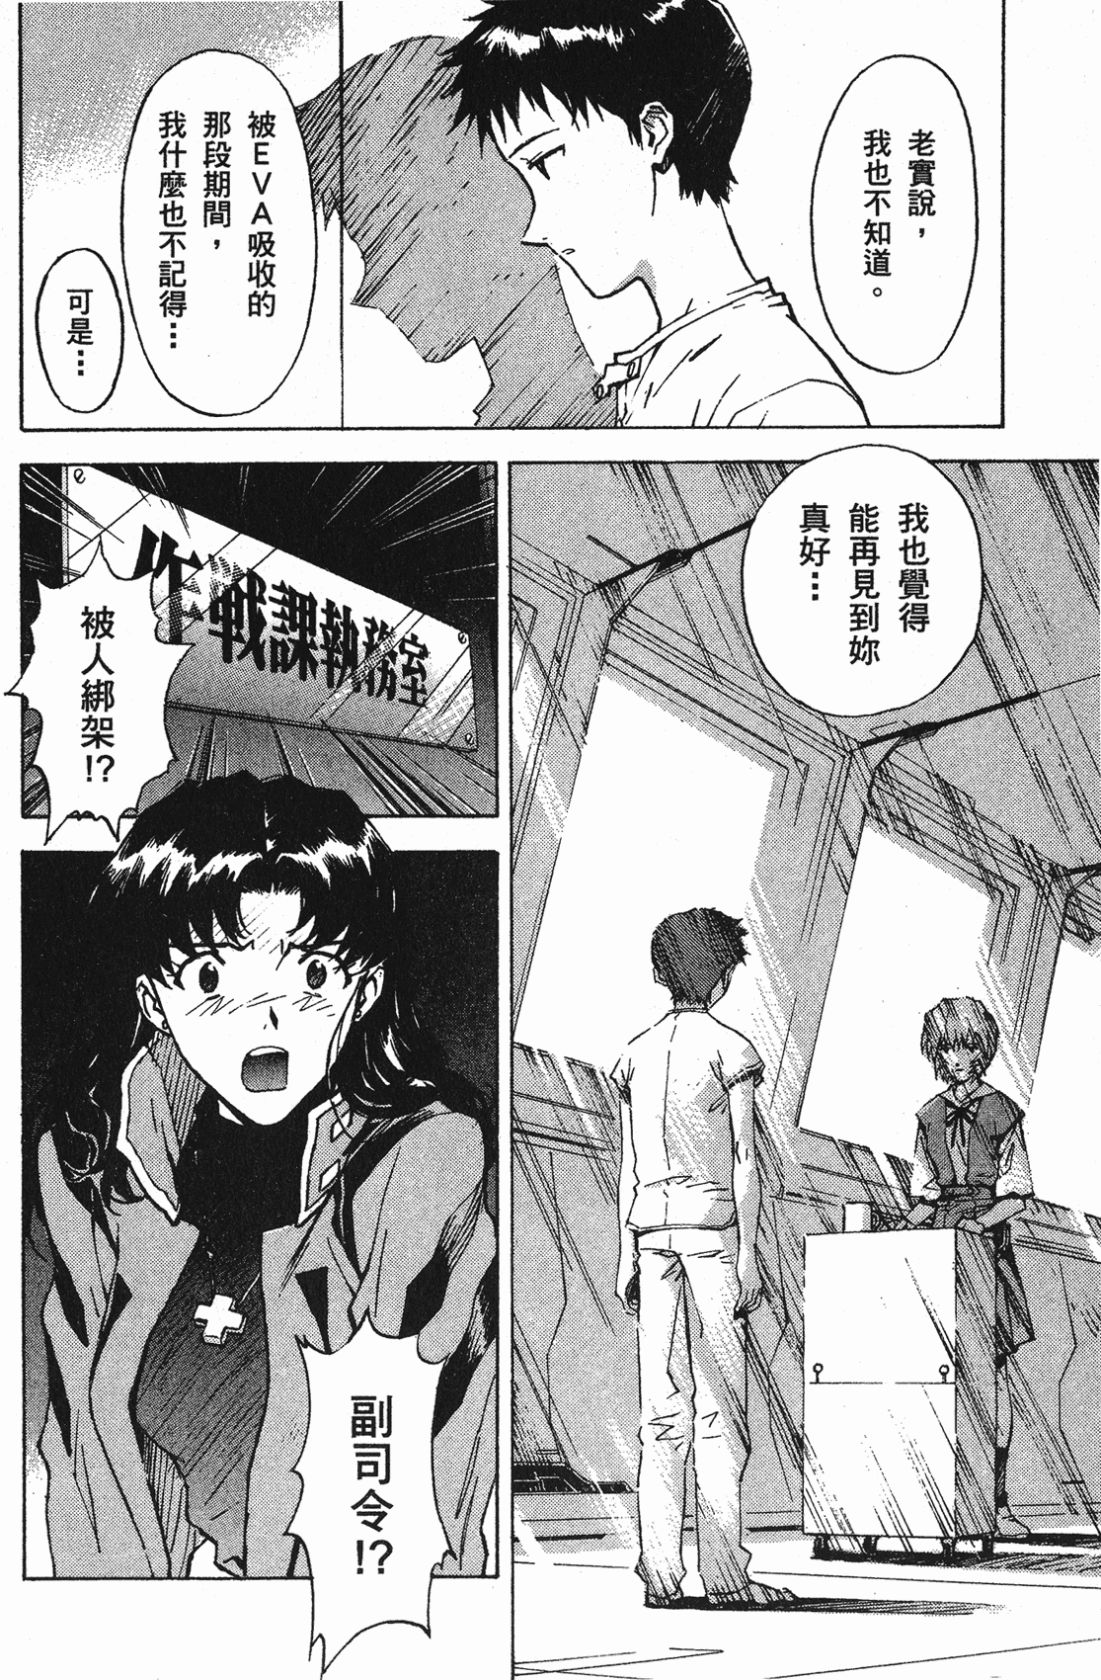 老實說，
我也不知道。
被EVA吸收的
那段期間，
我什麼也不記得…
可是…
我也覺得
能再見到妳
真好…
作戰課執務室
被人綁架!?
副司令!?